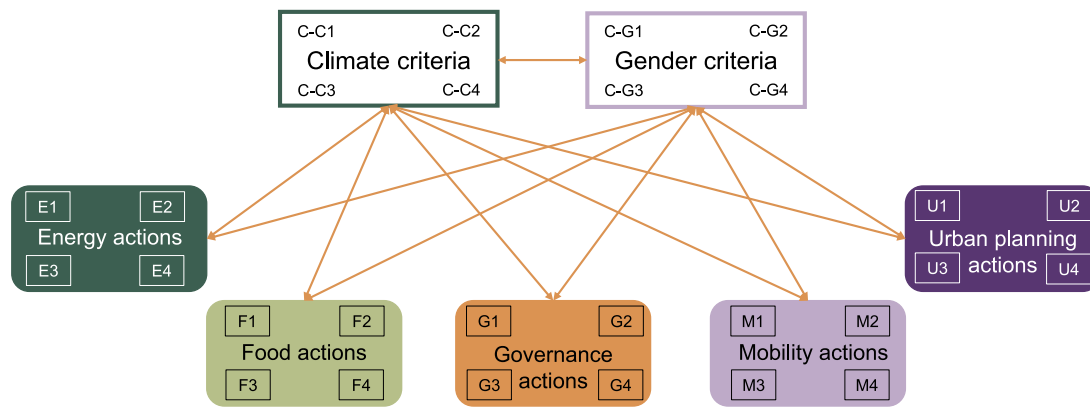 C-C1 C-C2
Climate criteria
C-C3 C-C4
C-G1 C-G2
Gender criteria
C-G3 C-G4
E1 E2
Energy actions
E3 E4
U1 U2
Urban planning
actions
U3 U4
F1 F2
Food actions
F3 F4
G1 G2
Governance
actions
G3 G4
M1 M2
Mobility actions
M3 M4